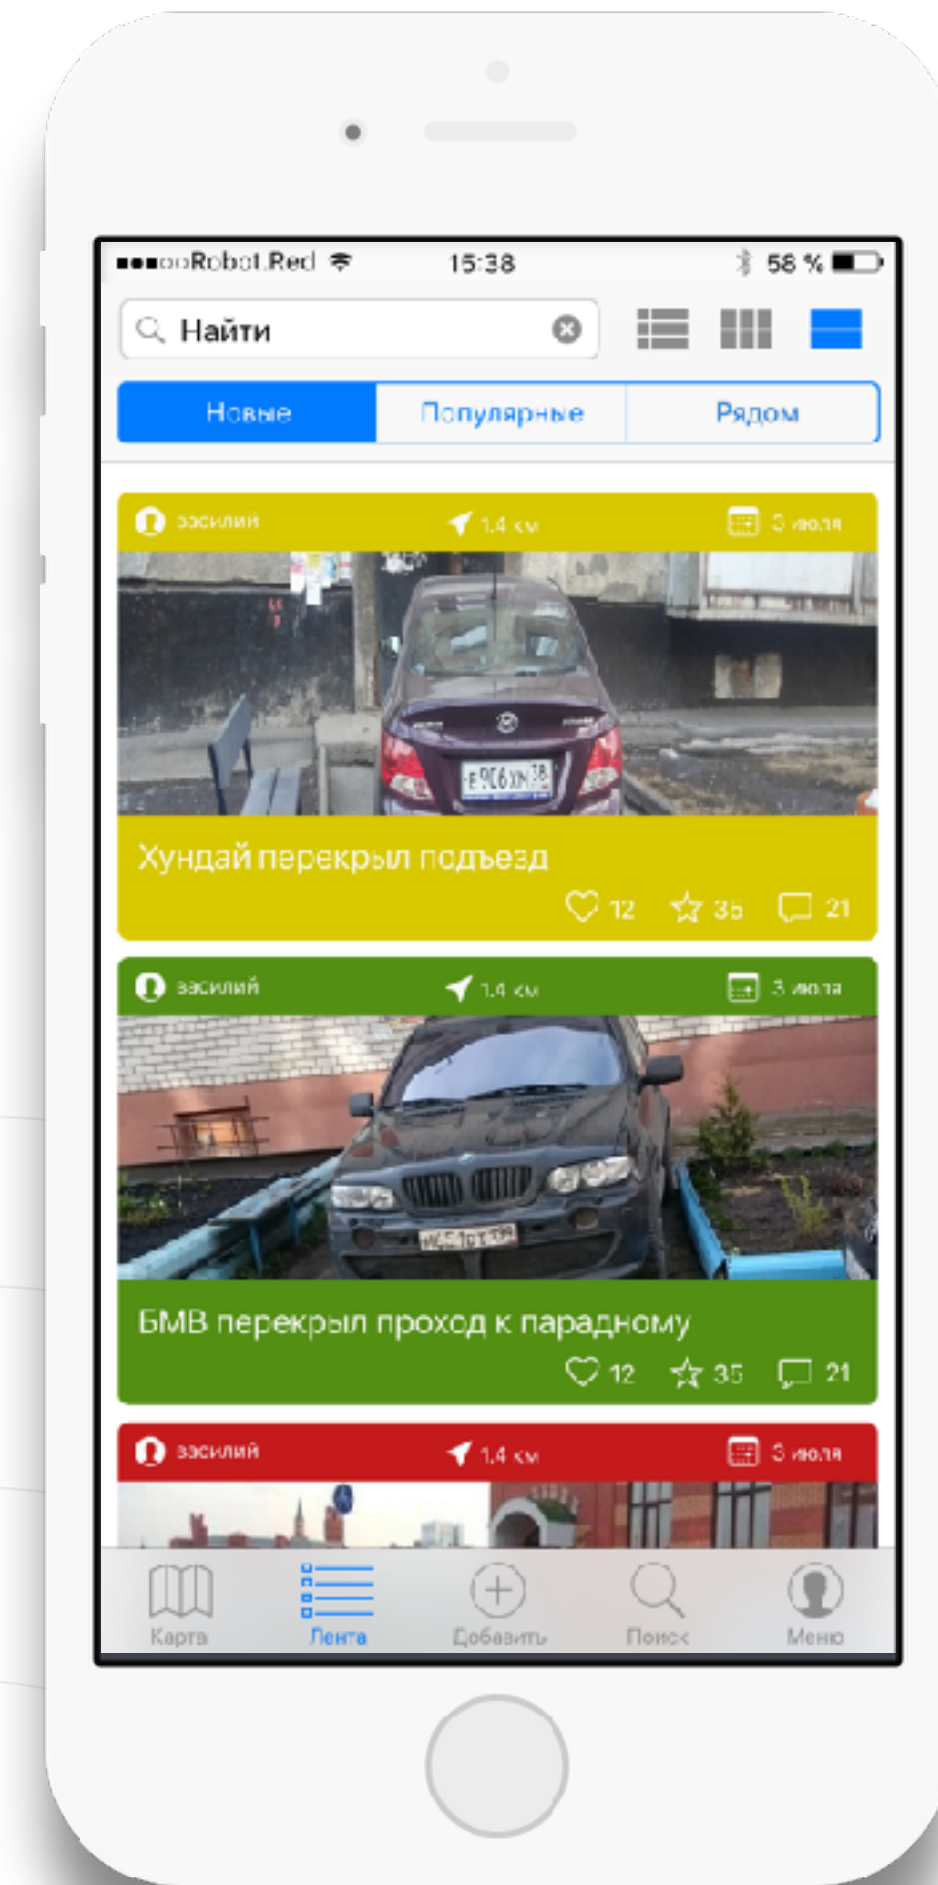 Robot.Red 15:38 58 %
Найти
Новые Популярные Рядом
василий 1.4 км 3 июля
Хундай перекрыл подъезд
12 35 21
василий 1.4 км 3 июля
БМВ перекрыл проход к парадному
12 35 21
василий 1.4 км 3 июля
Карта Лента Добавить Поиск Меню